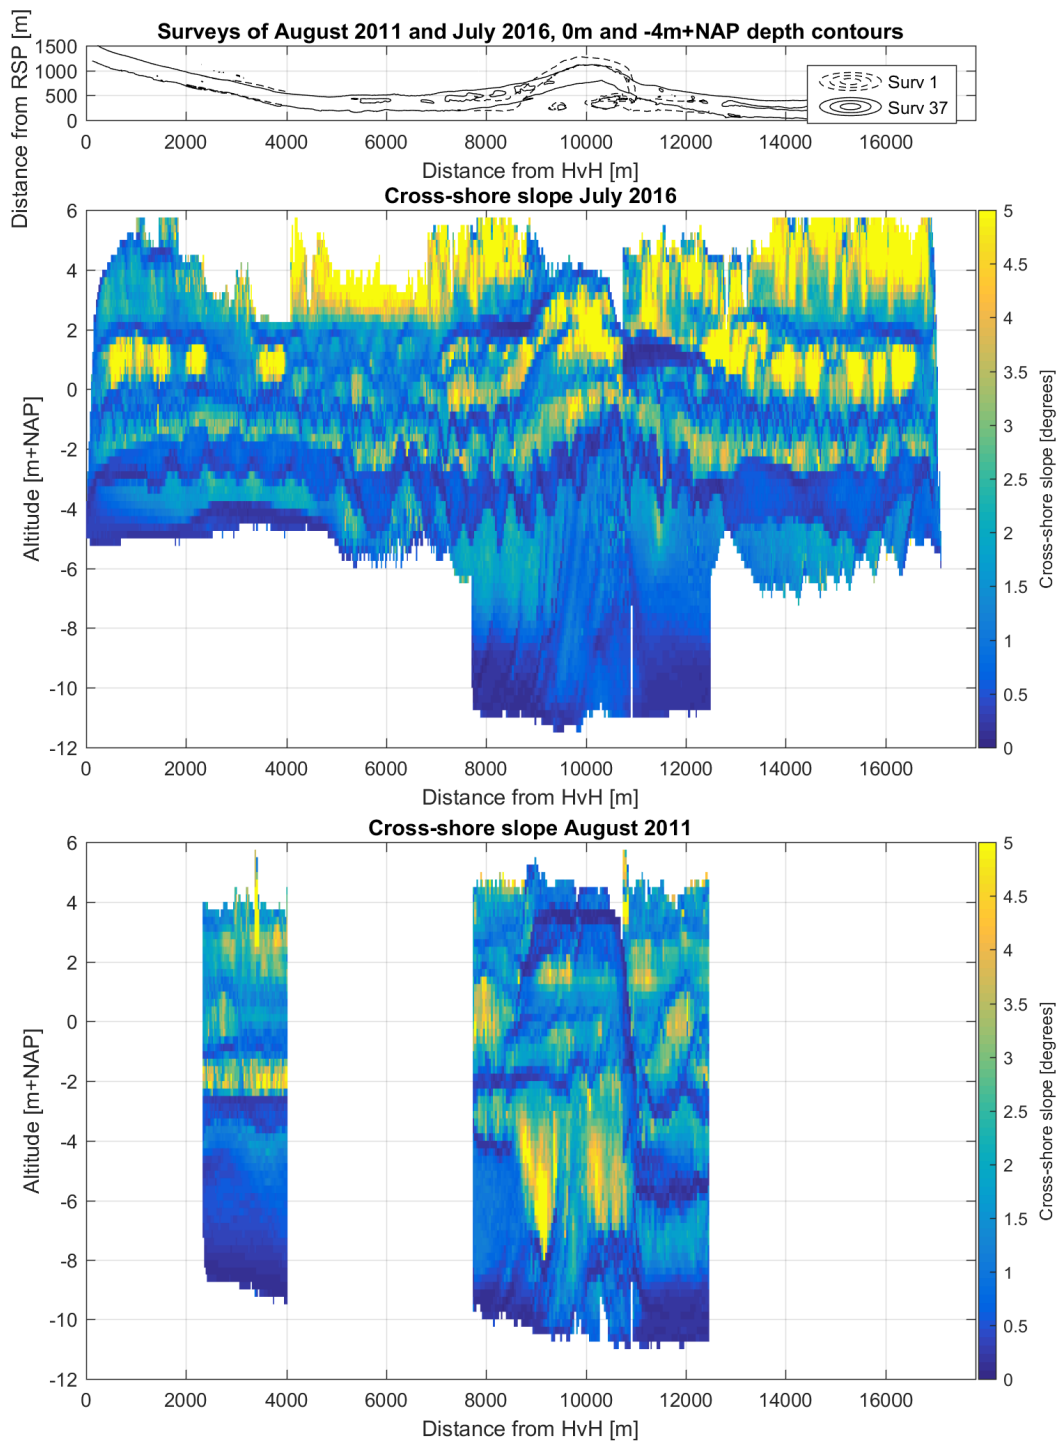 Surveys of August 2011 and July 2016, 0m and -4m+NAP depth contours
Distance from RSP [m]
1500
1000
500
0
Surv 1
Surv 37
0 2000 4000 6000 8000 10000 12000 14000 16000
Distance from HvH [m]
Cross-shore slope July 2016
Altitude [m+NAP]
6
4
2
0
-2
-4
-6
-8
-10
-12
0 2000 4000 6000 8000 10000 12000 14000 16000
Distance from HvH [m]
5
4.5
4
3.5
3
2.5
2
1.5
1
0.5
0
Cross-shore slope [degrees]
Cross-shore slope August 2011
Altitude [m+NAP]
6
4
2
0
-2
-4
-6
-8
-10
-12
0 2000 4000 6000 8000 10000 12000 14000 16000
Distance from HvH [m]
5
4.5
4
3.5
3
2.5
2
1.5
1
0.5
0
Cross-shore slope [degrees]